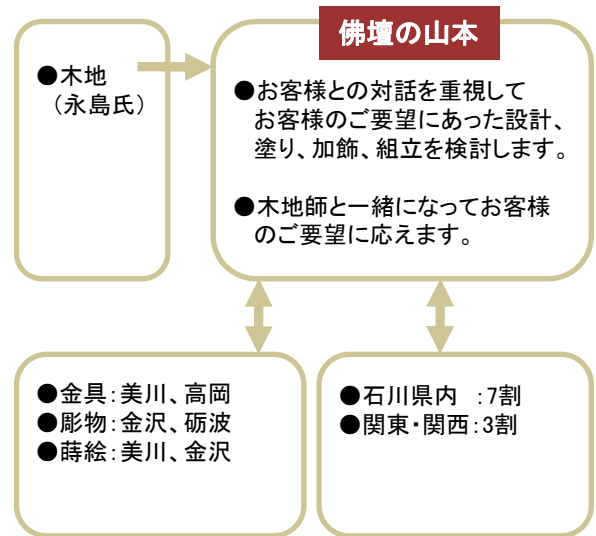 佛壇の山本
●木地
（永島氏）
●お客様との対話を重視して
お客様のご要望にあった設計、
塗り、加飾、組立を検討します。
●木地師と一緒になってお客様
のご要望に応えます。
●金具：美川、高岡
●彫物：金沢、砺波
●蒔絵：美川、金沢
●石川県内　：7割
●関東・関西：3割